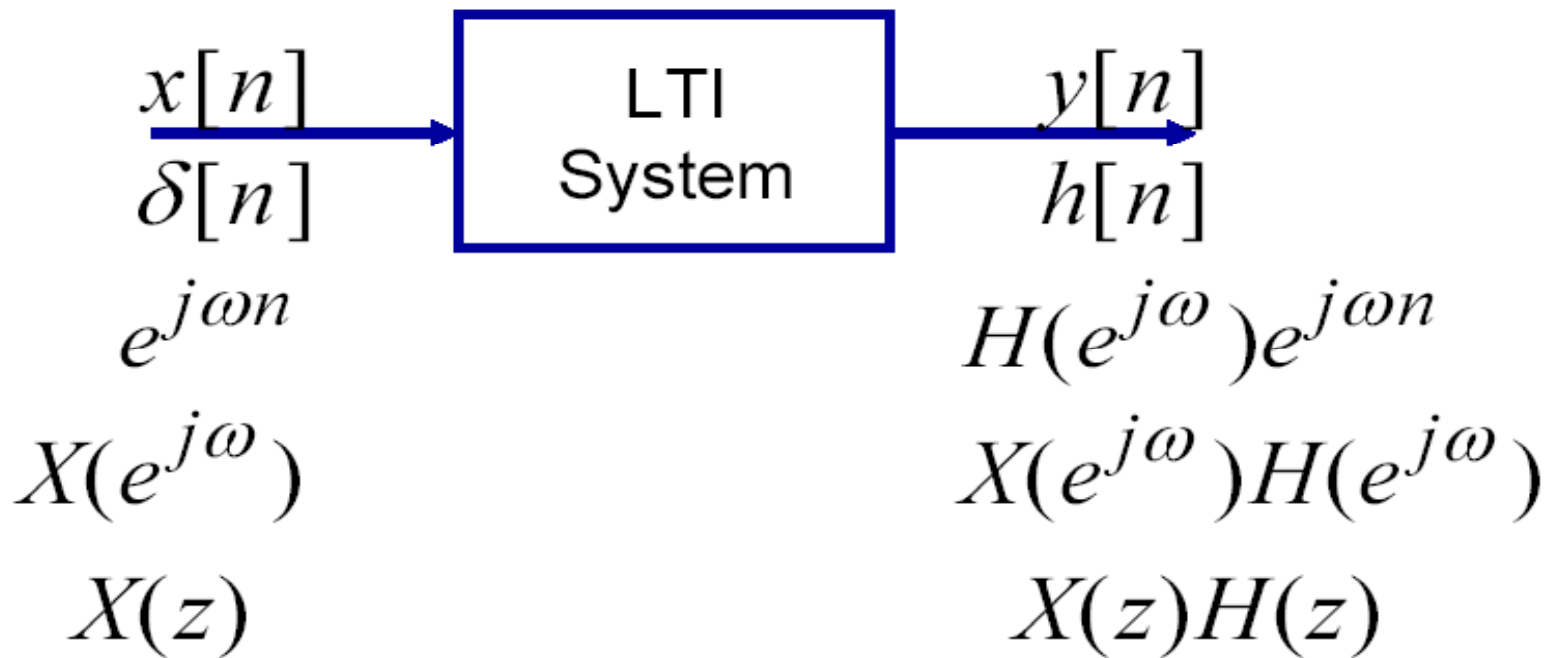 x[n]
LTI
System
y[n]
δ[n]
h[n]
e^{jωn}
H(e^{jω})e^{jωn}
X(e^{jω})
X(e^{jω})H(e^{jω})
X(z)
X(z)H(z)